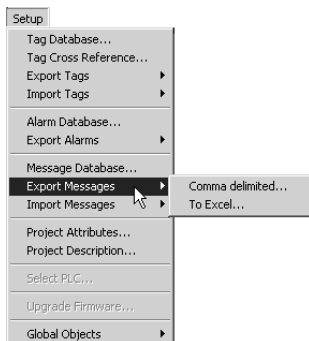 Setup
Tag Database...
Tag Cross Reference...
Export Tags
Import Tags
Alarm Database...
Export Alarms
Message Database...
Export Messages
Comma delimited...
Import Messages
To Excel...
Project Attributes...
Project Description...
Select PLC...
Upgrade Firmware...
Global Objects